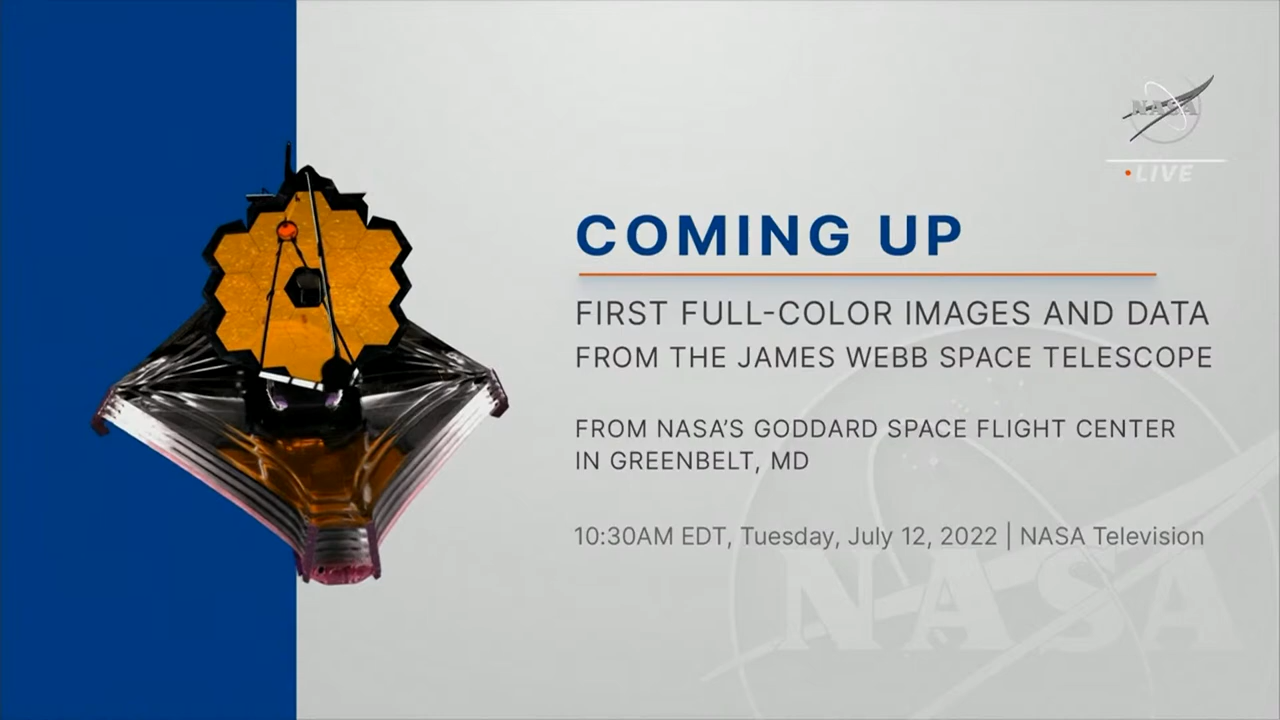 NASA
LIVE
COMING UP
FIRST FULL-COLOR IMAGES AND DATA
FROM THE JAMES WEBB SPACE TELESCOPE
FROM NASA'S GODDARD SPACE FLIGHT CENTER
IN GREENBELT, MD
10:30AM EDT, Tuesday, July 12, 2022 | NASA Television
NASA